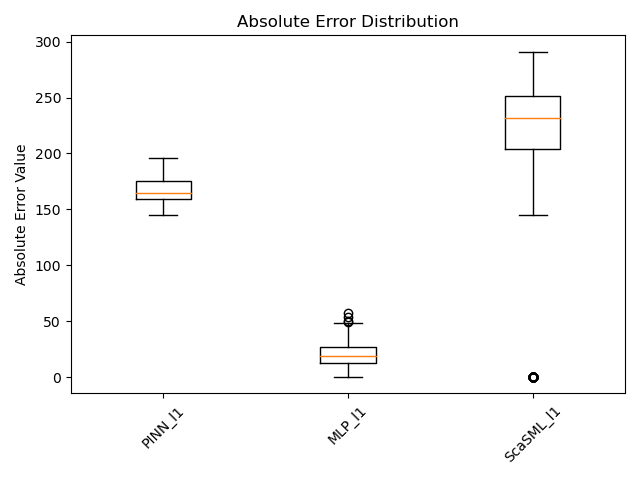 Absolute Error Distribution
Absolute Error Value
300
250
200
150
100
50
0
PINN_l1
MLP_l1
ScaSML_l1